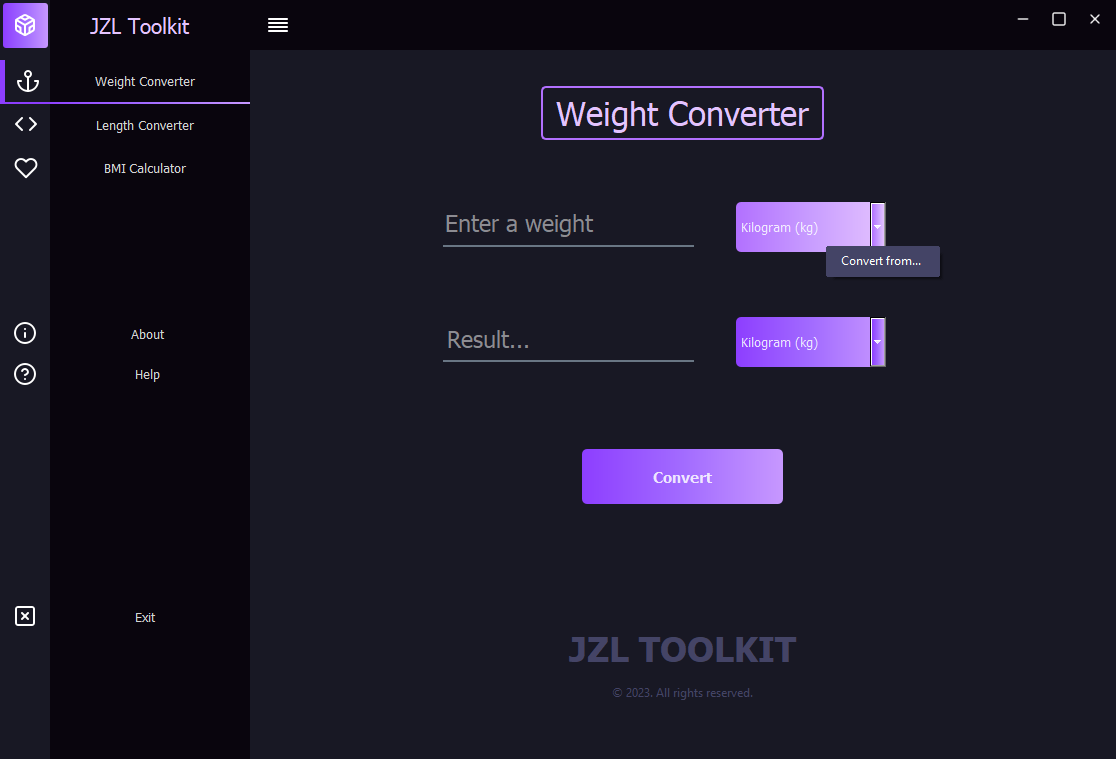 JZL Toolkit
Weight Converter
Length Converter
BMI Calculator
About
Help
Exit
Weight Converter
Enter a weight
Kilogram (kg)
Convert from...
Result...
Kilogram (kg)
Convert
JZL TOOLKIT
© 2023. All rights reserved.